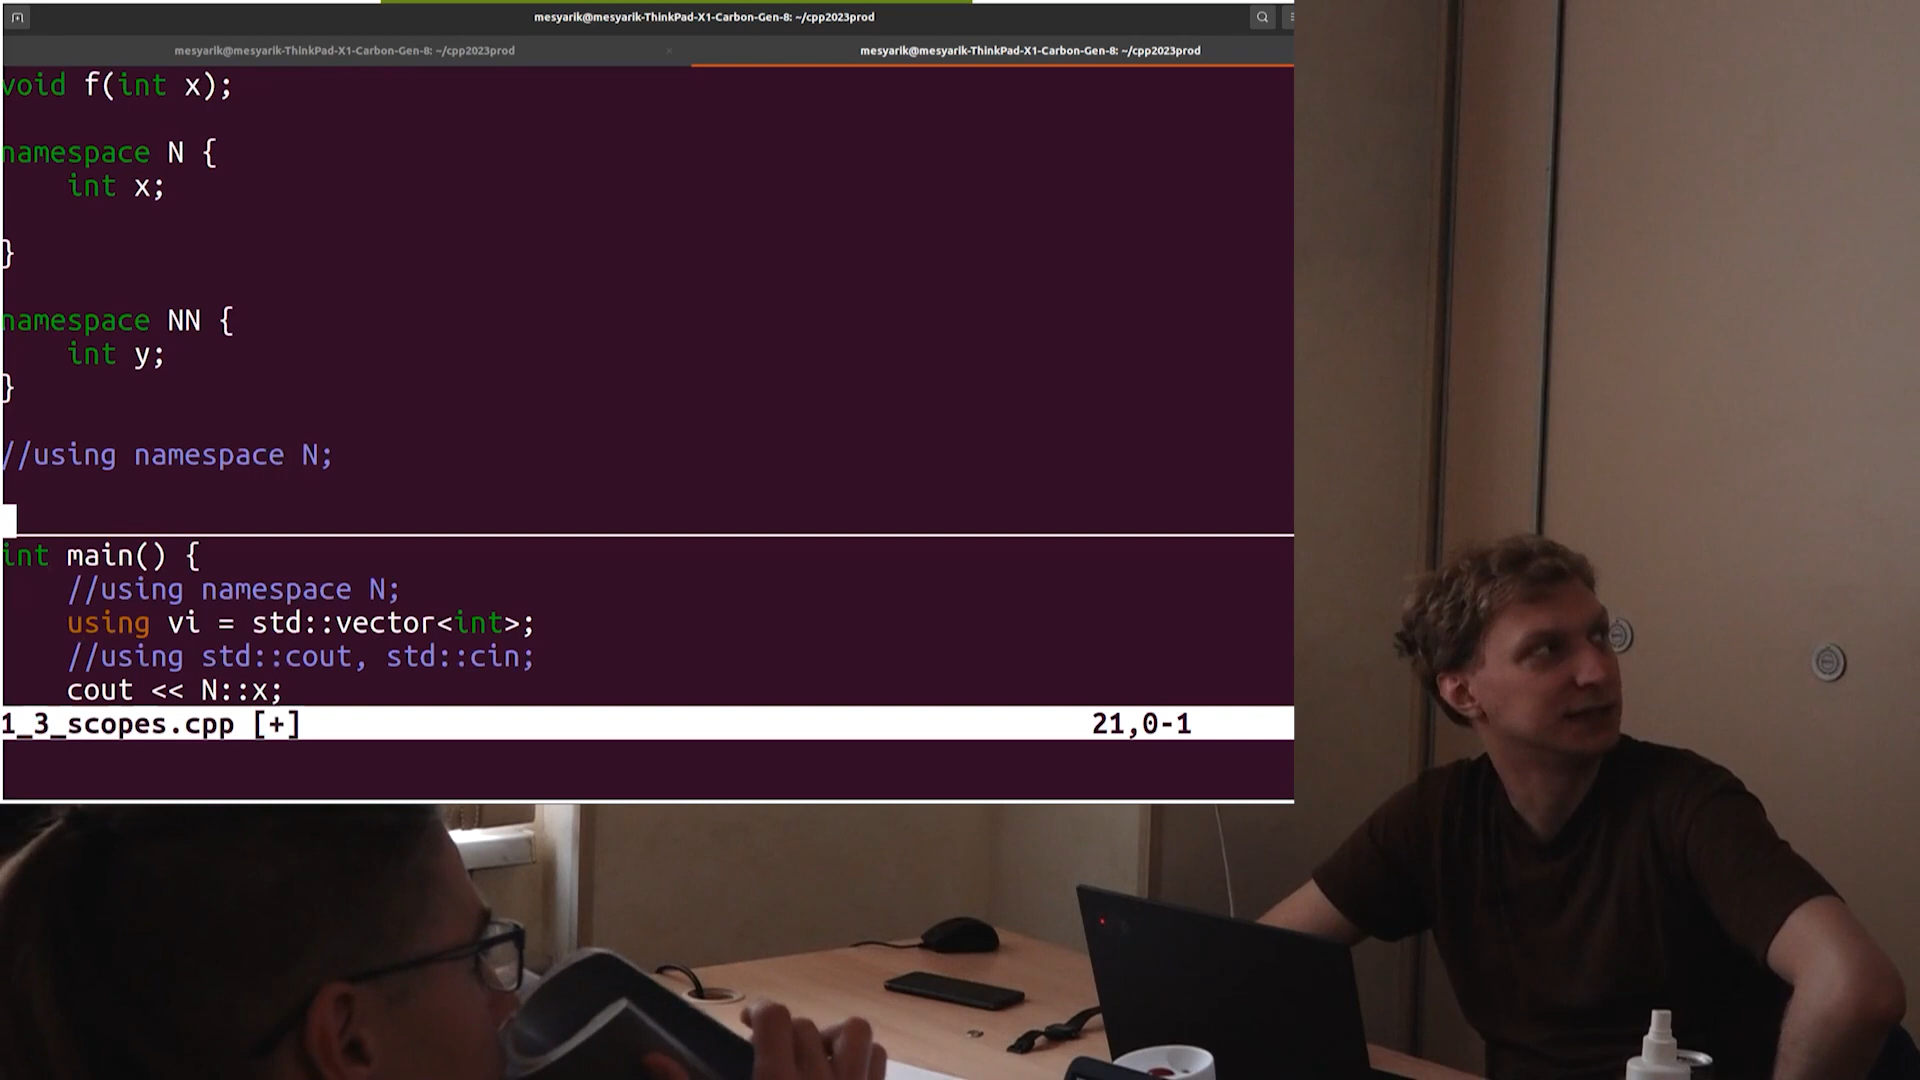 mesyarik@mesyarik-ThinkPad-X1-Carbon-Gen-8: ~/cpp2023prod
mesyarik@mesyarik-ThinkPad-X1-Carbon-Gen-8: ~/cpp2023prod
mesyarik@mesyarik-ThinkPad-X1-Carbon-Gen-8: ~/cpp2023prod
void f(int x);
namespace N {
int x;
}
namespace NN {
int y;
}
//using namespace N;
int main() {
//using namespace N;
using vi = std::vector<int>;
//using std::cout, std::cin;
cout << N::x;
1_3_scopes.cpp [+] 21,0-1